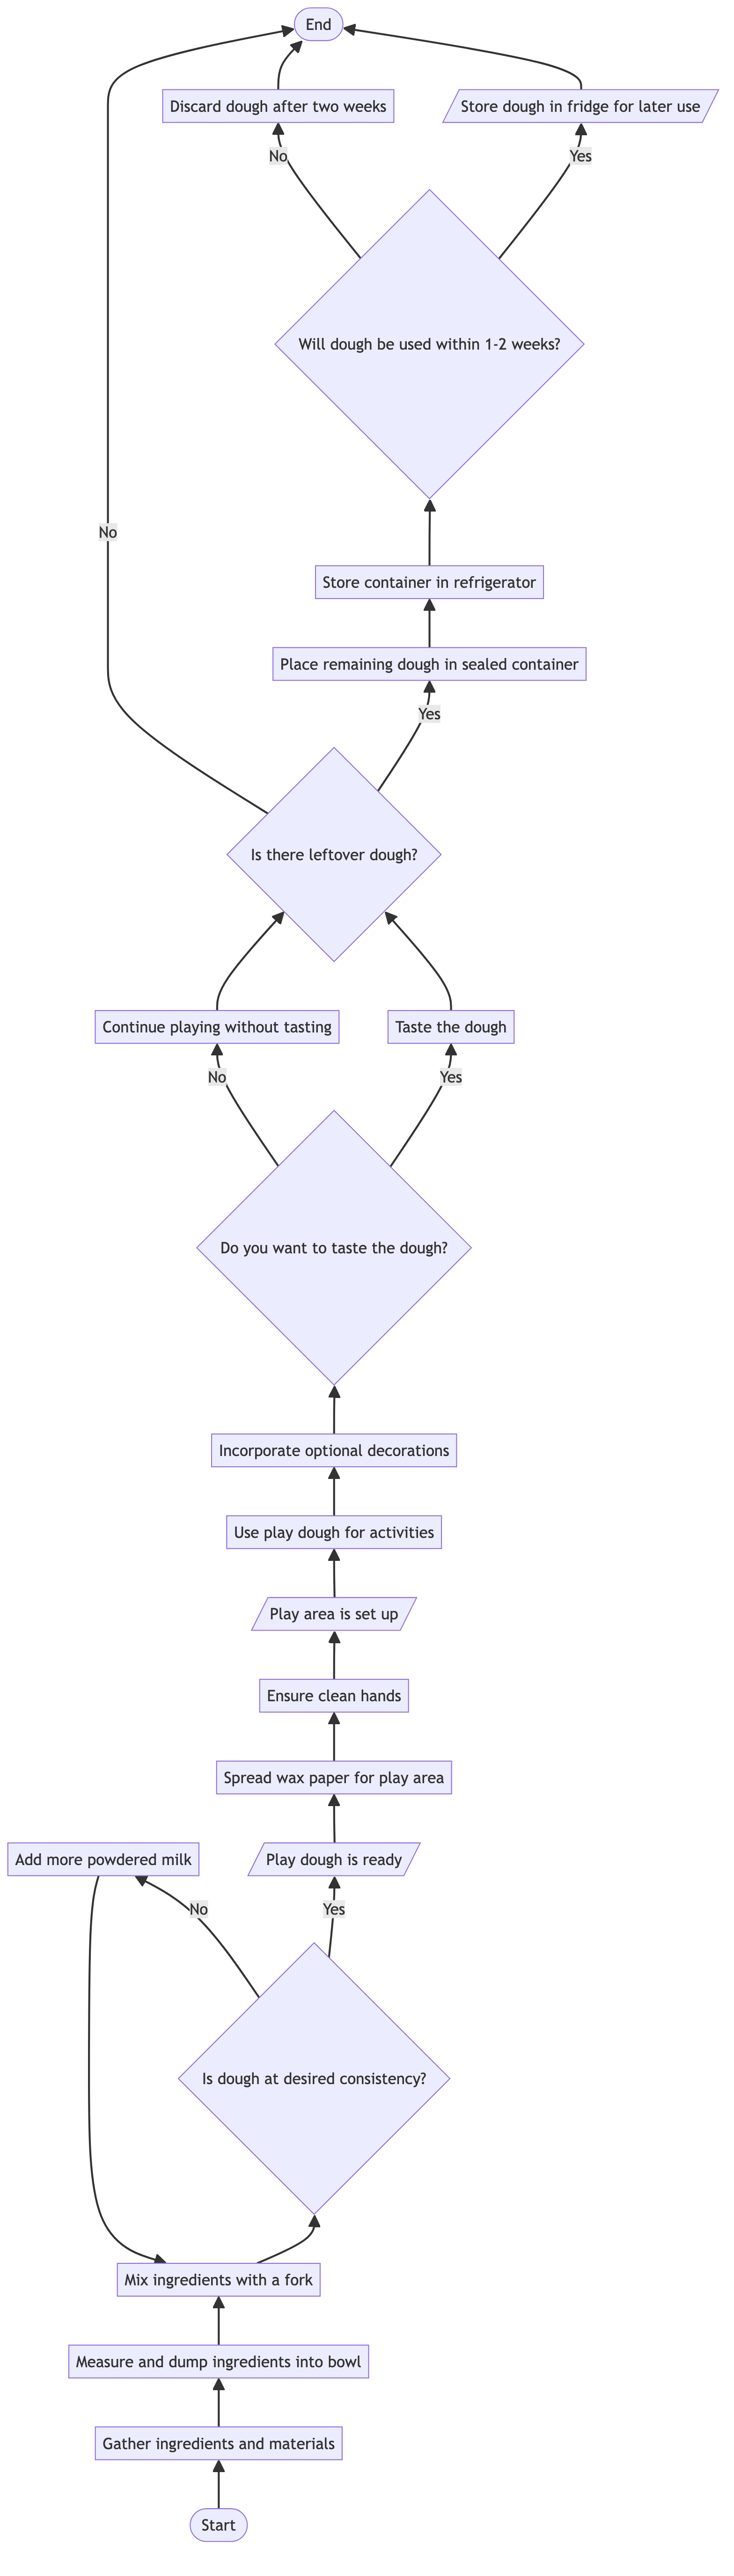 End
Discard dough after two weeks
Store dough in fridge for later use
No
Yes
Will dough be used within 1-2 weeks?
No
Store container in refrigerator
Place remaining dough in sealed container
Yes
Is there leftover dough?
Continue playing without tasting
Taste the dough
No
Yes
Do you want to taste the dough?
Incorporate optional decorations
Use play dough for activities
Play area is set up
Ensure clean hands
Spread wax paper for play area
Add more powdered milk
Play dough is ready
No
Yes
Is dough at desired consistency?
Mix ingredients with a fork
Measure and dump ingredients into bowl
Gather ingredients and materials
Start